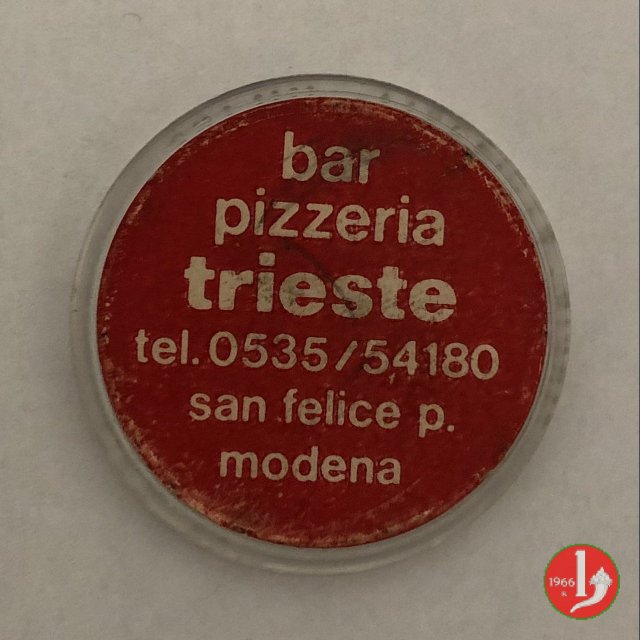 bar
pizzeria
trieste
tel. 0535/54180
san felice p.
modena
1966